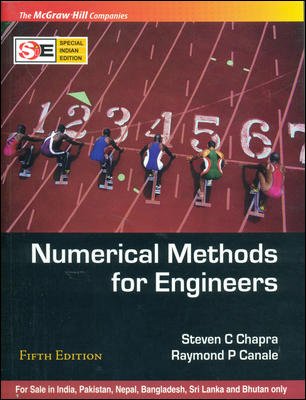 The McGraw·Hill Companies
SIE
SPECIAL
INDIAN
EDITION
1 2 3 4 5 6 7
Numerical Methods
for Engineers
Steven C Chapra
Raymond P Canale
FIFTH EDITION
For Sale in India, Pakistan, Nepal, Bangladesh, Sri Lanka and Bhutan only